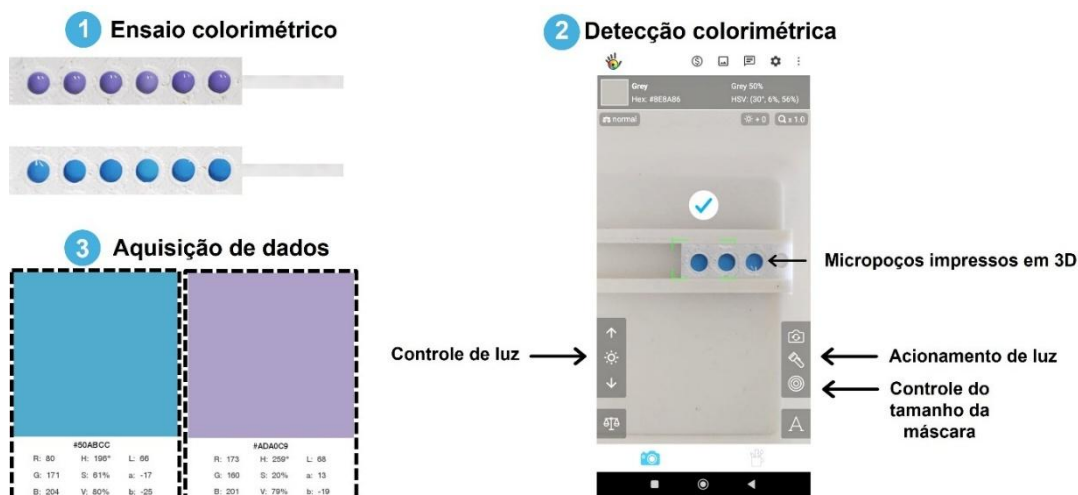 1 Ensaio colorimétrico
2 Detecção colorimétrica
Grey
Hex: #8E8A86
Grey 50%
HSV: (30°, 6%, 56%)
normal
+ 0
x 1.0
Micropoços impressos em 3D
Controle de luz
Acionamento de luz
Controle do
tamanho da
máscara
A
3 Aquisição de dados
#50ABCC
R: 80 H: 196° L: 66
G: 171 S: 61% a: -17
B: 204 V: 80% b: -25
#ADA0C9
R: 173 H: 259° L: 68
G: 160 S: 20% a: 13
B: 201 V: 79% b: -19